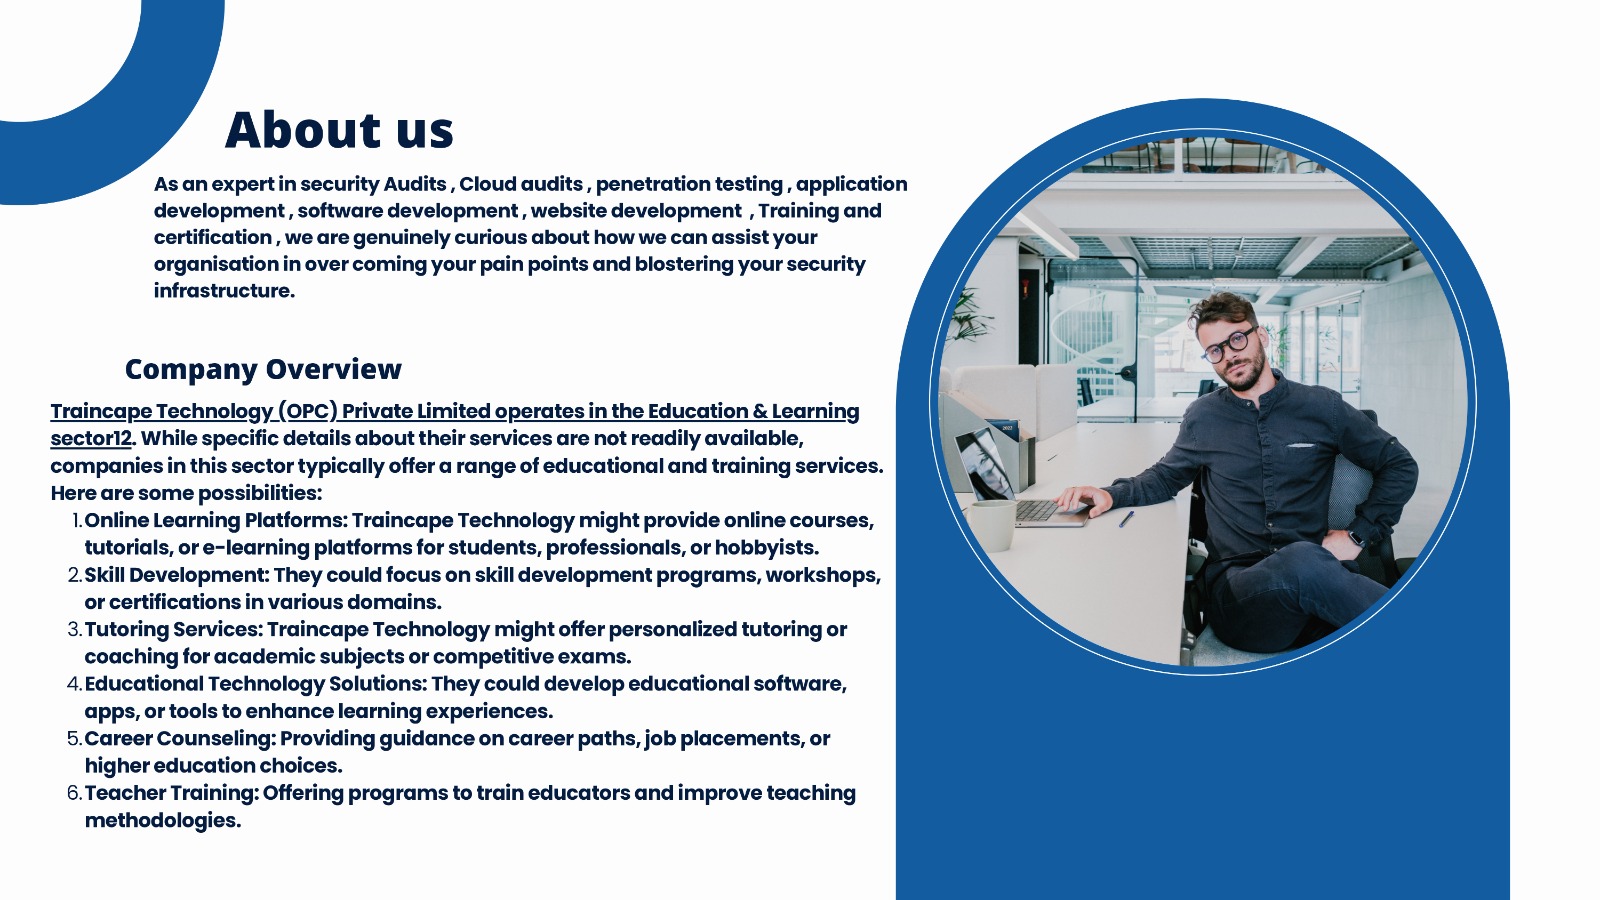 About us
As an expert in security Audits , Cloud audits , penetration testing , application
development , software development , website development  , Training and
certification , we are genuinely curious about how we can assist your
organisation in over coming your pain points and blostering your security
infrastructure.
Company Overview
Traincape Technology (OPC) Private Limited operates in the Education & Learning
sector12. While specific details about their services are not readily available,
companies in this sector typically offer a range of educational and training services.
Here are some possibilities:
1. Online Learning Platforms: Traincape Technology might provide online courses,
tutorials, or e-learning platforms for students, professionals, or hobbyists.
2. Skill Development: They could focus on skill development programs, workshops,
or certifications in various domains.
3. Tutoring Services: Traincape Technology might offer personalized tutoring or
coaching for academic subjects or competitive exams.
4. Educational Technology Solutions: They could develop educational software,
apps, or tools to enhance learning experiences.
5. Career Counseling: Providing guidance on career paths, job placements, or
higher education choices.
6. Teacher Training: Offering programs to train educators and improve teaching
methodologies.
2022